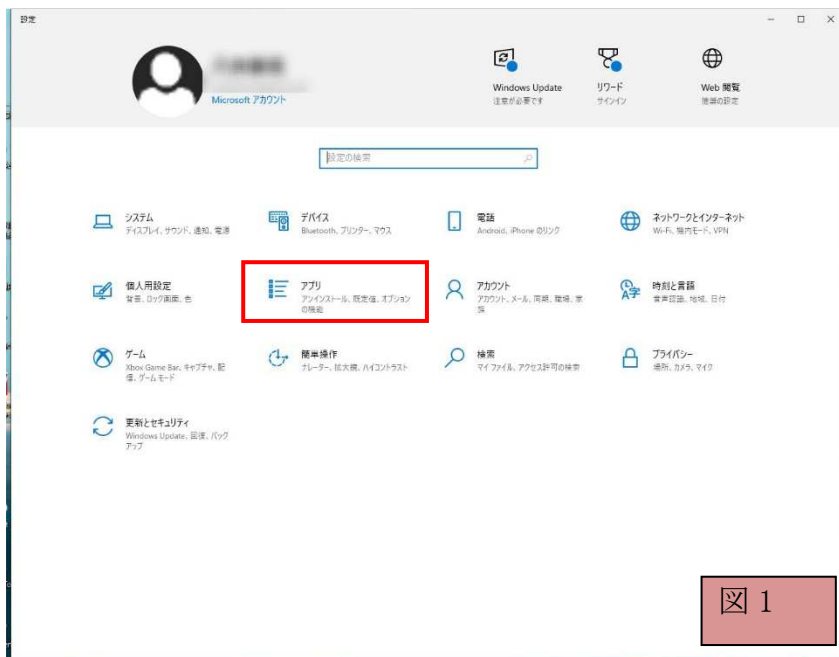 設定
Microsoft アカウント
Windows Update
注意が必要です
リワード
サインイン
Web 閲覧
推奨の設定
設定の検索
システム
ディスプレイ、サウンド、通知、電源
デバイス
Bluetooth、プリンター、マウス
電話
Android、iPhone のリンク
ネットワークとインターネット
Wi-Fi、機内モード、VPN
個人用設定
背景、ロック画面、色
アプリ
アンインストール、既定値、オプション
の機能
アカウント
アカウント、メール、同期、職場、家
族
時刻と言語
音声認識、地域、日付
ゲーム
Xbox Game Bar、キャプチャ、配
信、ゲーム モード
簡単操作
ナレーター、拡大鏡、ハイコントラスト
検索
マイ ファイル、アクセス許可の検索
プライバシー
場所、カメラ、マイク
更新とセキュリティ
Windows Update、回復、バック
アップ
図 1